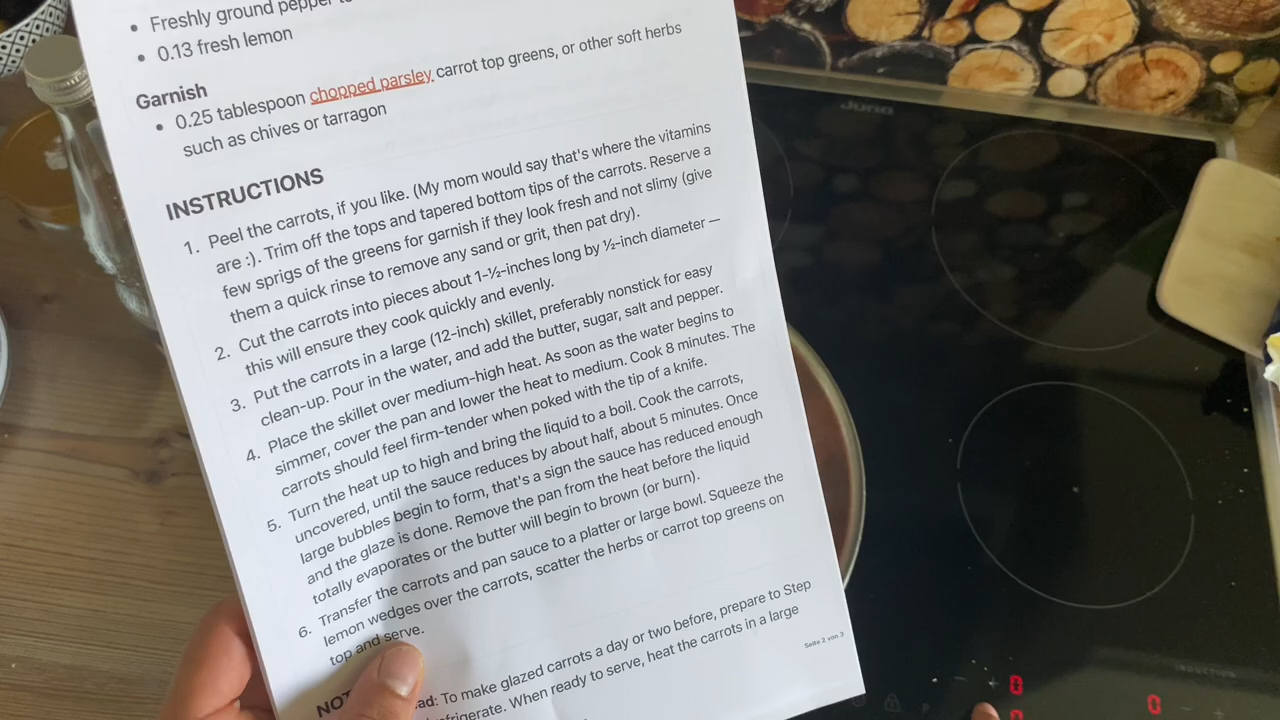 Freshly ground pepper
0.13 fresh lemon
Garnish
0.25 tablespoon chopped parsley, carrot top greens, or other soft herbs
such as chives or tarragon
INSTRUCTIONS
1. Peel the carrots, if you like. (My mom would say that's where the vitamins
are :). Trim off the tops and tapered bottom tips of the carrots. Reserve a
few sprigs of the greens for garnish if they look fresh and not slimy (give
them a quick rinse to remove any sand or grit, then pat dry).
2. Cut the carrots into pieces about 1-½-inches long by ½-inch diameter —
this will ensure they cook quickly and evenly.
3. Put the carrots in a large (12-inch) skillet, preferably nonstick for easy
clean-up. Pour in the water, and add the butter, sugar, salt and pepper.
4. Place the skillet over medium-high heat. As soon as the water begins to
simmer, cover the pan and lower the heat to medium. Cook 8 minutes. The
carrots should feel firm-tender when poked with the tip of a knife.
5. Turn the heat up to high and bring the liquid to a boil. Cook the carrots,
uncovered, until the sauce reduces by about half, about 5 minutes. Once
large bubbles begin to form, that's a sign the sauce has reduced enough
and the glaze is done. Remove the pan from the heat before the liquid
totally evaporates or the butter will begin to brown (or burn).
6. Transfer the carrots and pan sauce to a platter or large bowl. Squeeze the
lemon wedges over the carrots, scatter the herbs or carrot top greens on
top and serve.
To make glazed carrots a day or two before, prepare to Step
When ready to serve, heat the carrots in a large
Seite 2 von 3
Juno
INDUCTION
0
0